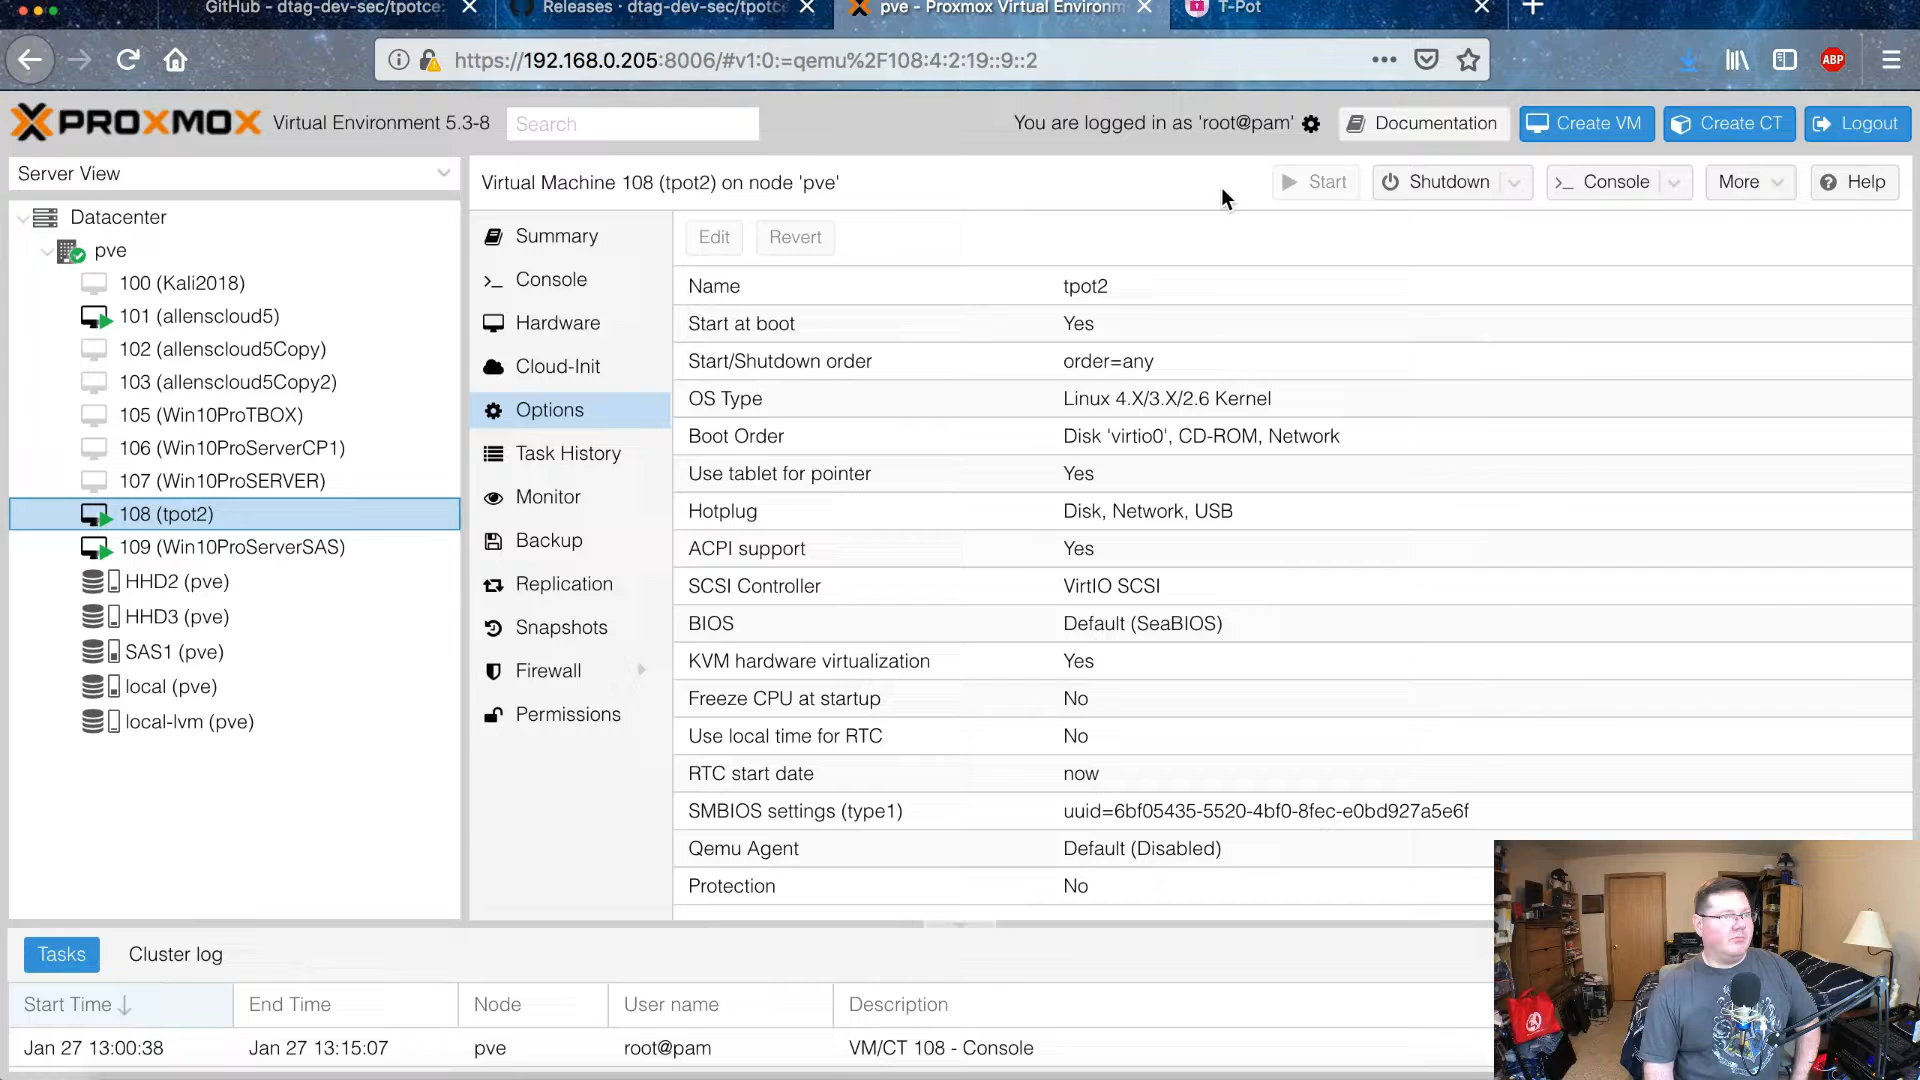 GitHub - dtag-dev-sec/tpotce:
Releases · dtag-dev-sec/tpotce
pve - Proxmox Virtual Environm
T-Pot
https://192.168.0.205:8006/#v1:0:=qemu%2F108:4:2:19::9::2
ABP
PROXMOX
Virtual Environment 5.3-8
Search
You are logged in as 'root@pam'
Documentation
Create VM
Create CT
Logout
Server View
Virtual Machine 108 (tpot2) on node 'pve'
Start
Shutdown
Console
More
Help
Datacenter
pve
100 (Kali2018)
101 (allenscloud5)
102 (allenscloud5Copy)
103 (allenscloud5Copy2)
105 (Win10ProTBOX)
106 (Win10ProServerCP1)
107 (Win10ProSERVER)
108 (tpot2)
109 (Win10ProServerSAS)
HHD2 (pve)
HHD3 (pve)
SAS1 (pve)
local (pve)
local-lvm (pve)
Summary
Console
Hardware
Cloud-Init
Options
Task History
Monitor
Backup
Replication
Snapshots
Firewall
Permissions
Edit
Revert
Name tpot2
Start at boot Yes
Start/Shutdown order order=any
OS Type Linux 4.X/3.X/2.6 Kernel
Boot Order Disk 'virtio0', CD-ROM, Network
Use tablet for pointer Yes
Hotplug Disk, Network, USB
ACPI support Yes
SCSI Controller VirtIO SCSI
BIOS Default (SeaBIOS)
KVM hardware virtualization Yes
Freeze CPU at startup No
Use local time for RTC No
RTC start date now
SMBIOS settings (type1) uuid=6bf05435-5520-4bf0-8fec-e0bd927a5e6f
Qemu Agent Default (Disabled)
Protection No
Tasks
Cluster log
Start Time End Time Node User name Description
Jan 27 13:00:38 Jan 27 13:15:07 pve root@pam VM/CT 108 - Console